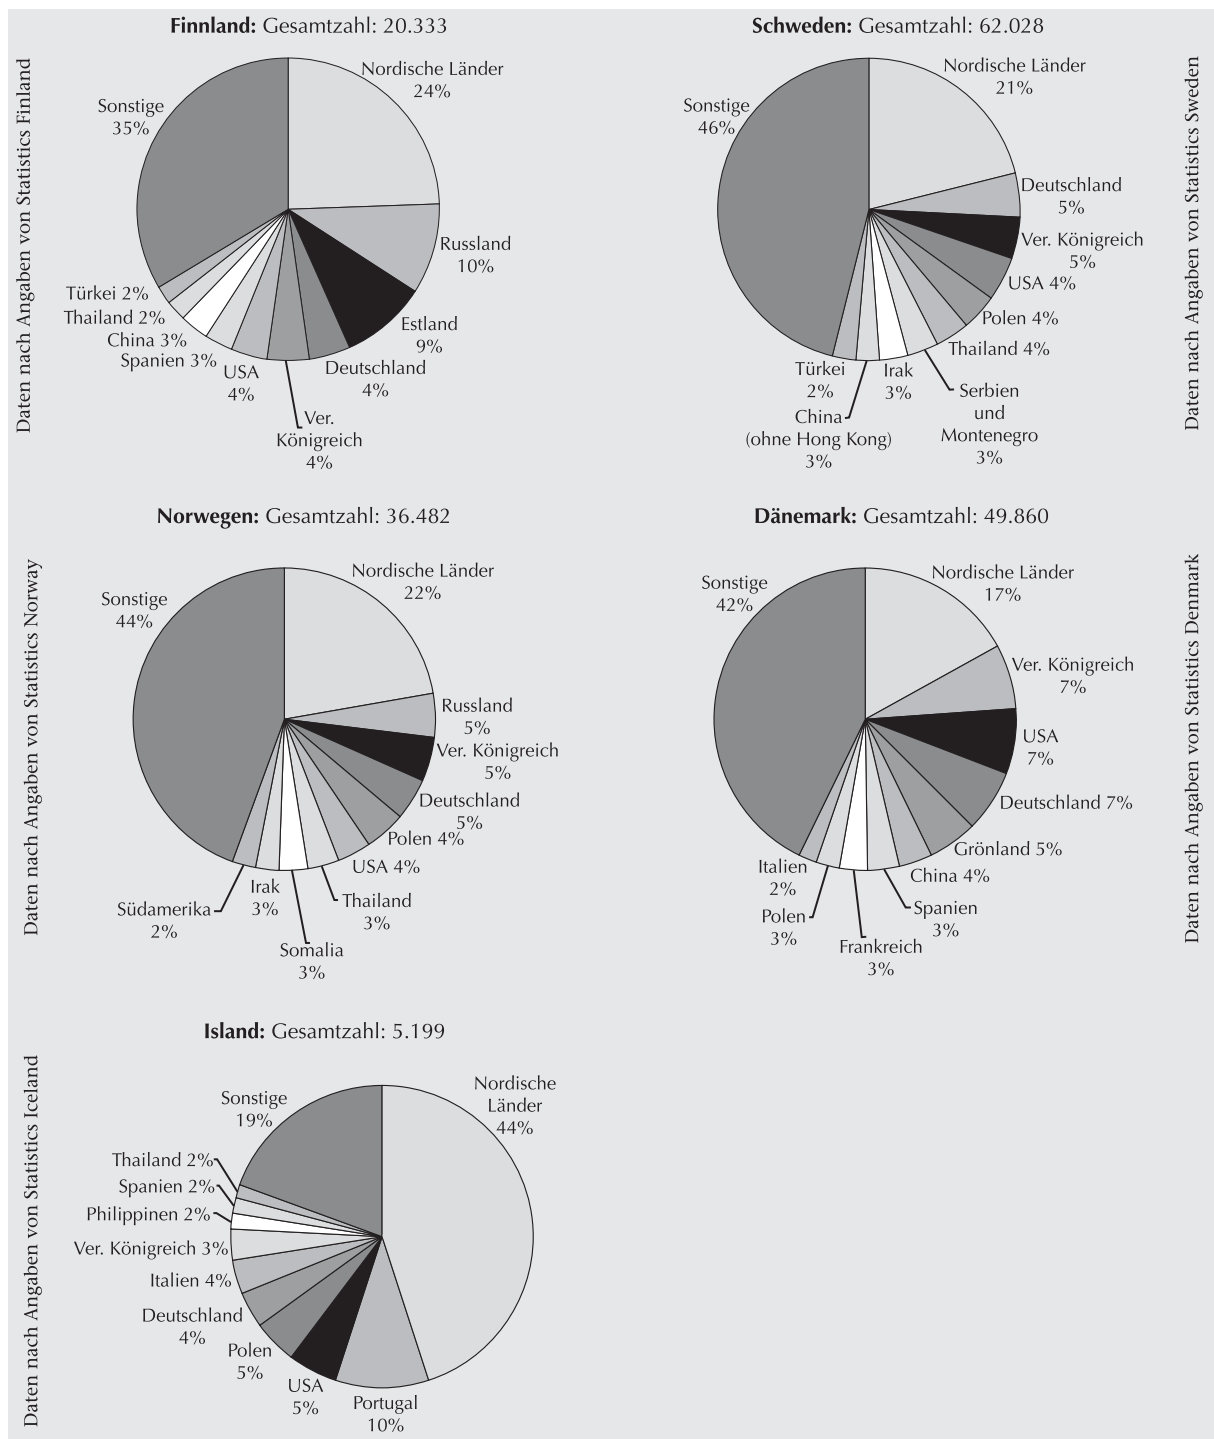 Finnland: Gesamtzahl: 20.333
Daten nach Angaben von Statistics Finland
Nordische Länder
24%
Russland
10%
Estland
9%
Deutschland
4%
Ver.
Königreich
4%
USA
4%
Spanien 3%
China 3%
Thailand 2%
Türkei 2%
Sonstige
35%
Schweden: Gesamtzahl: 62.028
Daten nach Angaben von Statistics Sweden
Nordische Länder
21%
Deutschland
5%
Ver. Königreich
5%
USA 4%
Polen 4%
Thailand 4%
Serbien
und
Montenegro
3%
Irak
3%
China
(ohne Hong Kong)
3%
Türkei
2%
Sonstige
46%
Norwegen: Gesamtzahl: 36.482
Daten nach Angaben von Statistics Norway
Nordische Länder
22%
Russland
5%
Ver. Königreich
5%
Deutschland
5%
Polen 4%
USA 4%
Thailand
3%
Somalia
3%
Irak
3%
Südamerika
2%
Sonstige
44%
Dänemark: Gesamtzahl: 49.860
Daten nach Angaben von Statistics Denmark
Nordische Länder
17%
Ver. Königreich
7%
USA
7%
Deutschland 7%
Grönland 5%
China 4%
Spanien
3%
Frankreich
3%
Polen
3%
Italien
2%
Sonstige
42%
Island: Gesamtzahl: 5.199
Daten nach Angaben von Statistics Iceland
Nordische
Länder
44%
Portugal
10%
USA
5%
Polen
5%
Deutschland
4%
Italien 4%
Ver. Königreich 3%
Philippinen 2%
Spanien 2%
Thailand 2%
Sonstige
19%